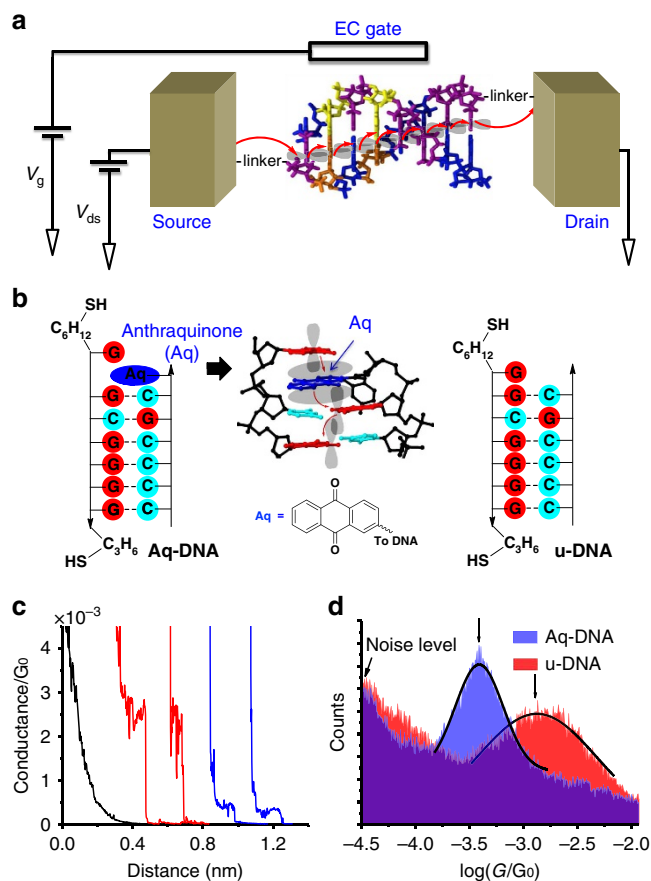 a
EC gate
-linker-
-linker-
Vg
Vds
Source
Drain
b
SH
C6H12
Anthraquinone
(Aq)
G
Aq
G C
C G
G C
G C
G C
G C
C3H6
HS
Aq-DNA
Aq
Aq =
O
O
To DNA
SH
C6H12
G
G C
C G
G C
G C
G C
G C
C3H6
HS
u-DNA
c
×10⁻³
Conductance/G0
4
2
0
0.0 0.4 0.8 1.2
Distance (nm)
d
Noise level
Aq-DNA
u-DNA
Counts
−4.5 −4.0 −3.5 −3.0 −2.5 −2.0
log(G/G0)